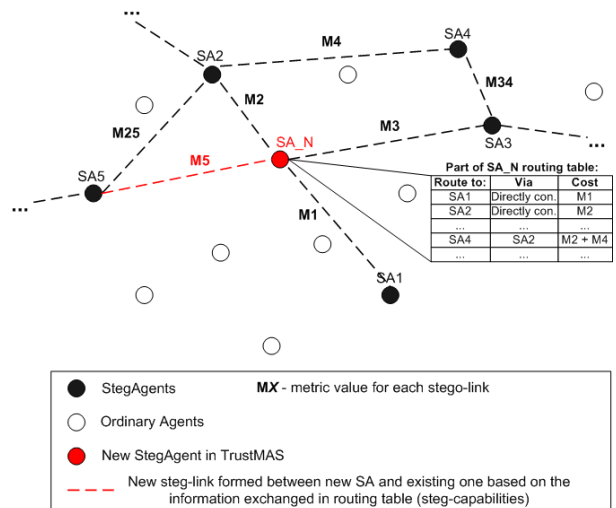 ...
SA2
M4
SA4
M34
M25
M2
SA_N
M3
SA3
...
M5
SA5
...
M1
SA1
Part of SA_N routing table:
Route to: Via Cost
SA1 Directly con. M1
SA2 Directly con. M2
... ... ...
SA4 SA2 M2 + M4
... ... ...
StegAgents
MX - metric value for each stego-link
Ordinary Agents
New StegAgent in TrustMAS
New steg-link formed between new SA and existing one based on the
information exchanged in routing table (steg-capabilities)